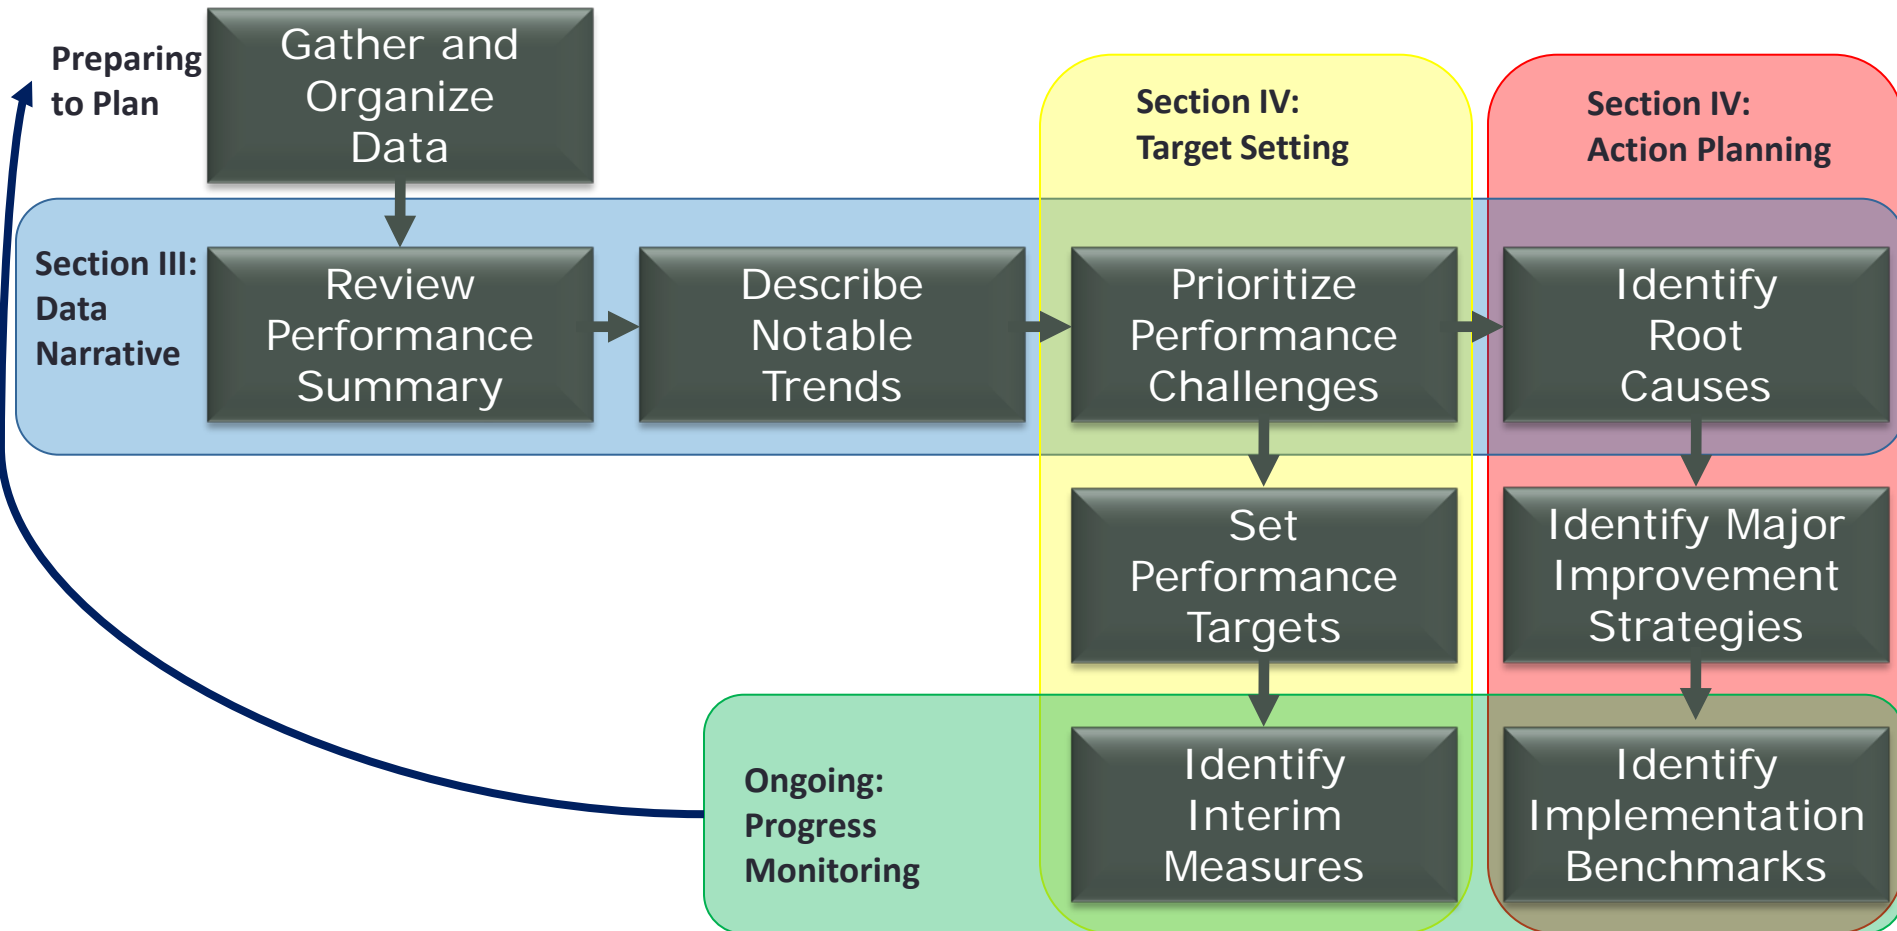 Preparing
to Plan
Gather and
Organize
Data
Section IV:
Target Setting
Section IV:
Action Planning
Section III:
Data
Narrative
Review
Performance
Summary
Describe
Notable
Trends
Prioritize
Performance
Challenges
Identify
Root
Causes
Set
Performance
Targets
Identify Major
Improvement
Strategies
Ongoing:
Progress
Monitoring
Identify
Interim
Measures
Identify
Implementation
Benchmarks